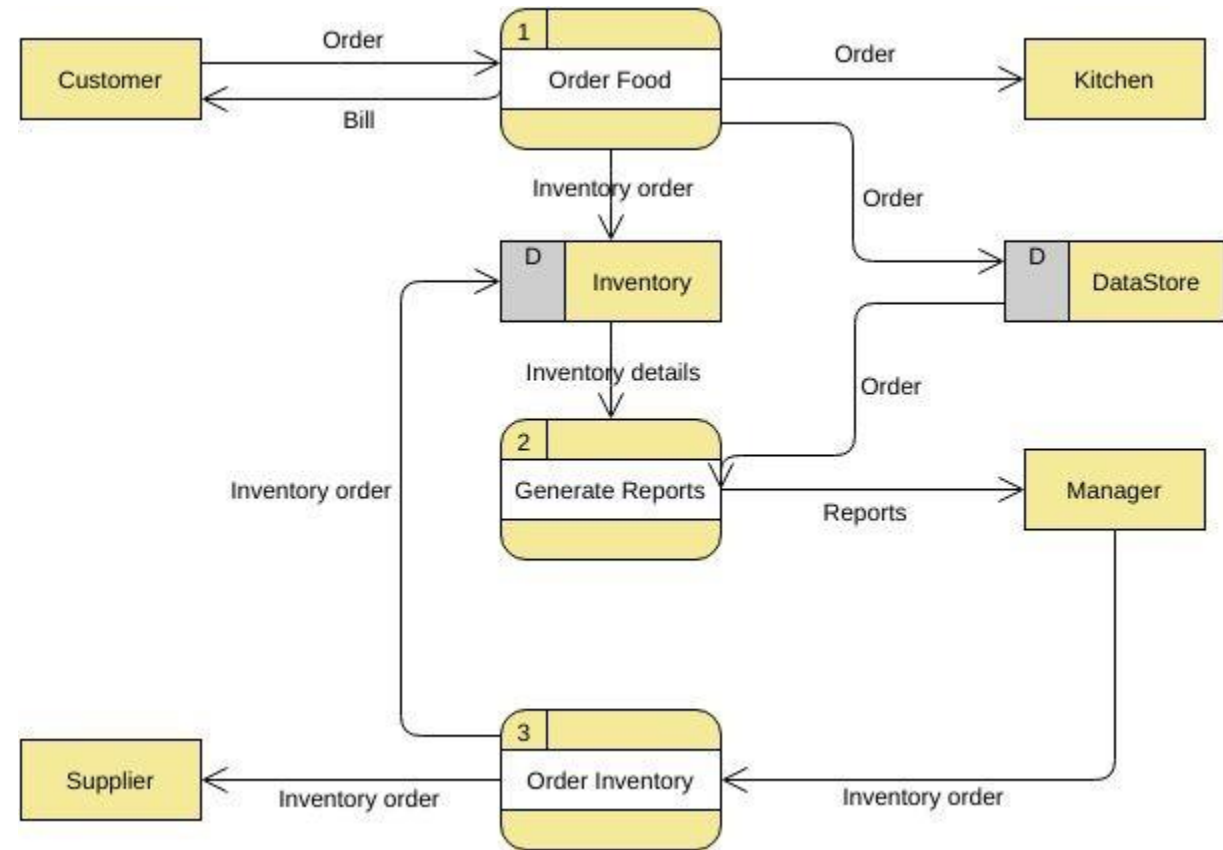 1
Order
Order
Customer
Order Food
Kitchen
Bill
Inventory order
Order
D
Inventory
D
DataStore
Inventory details
Order
2
Inventory order
Generate Reports
Manager
Reports
3
Supplier
Order Inventory
Inventory order
Inventory order